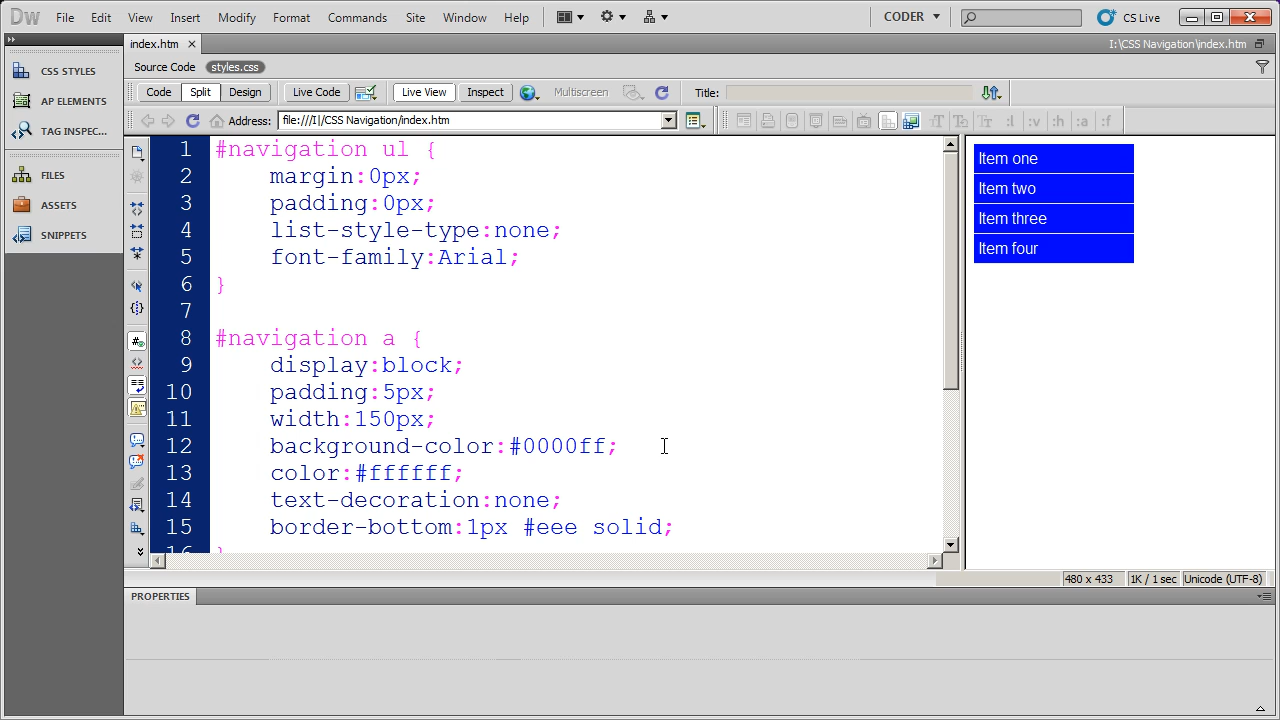 Dw File Edit View Insert Modify Format Commands Site Window Help CODER CS Live
index.htm I:\CSS Navigation\index.htm
Source Code styles.css
Code Split Design Live Code Live View Inspect Multiscreen Title:
Address: file:///I|/CSS Navigation/index.htm
CSS STYLES
AP ELEMENTS
TAG INSPEC...
FILES
ASSETS
SNIPPETS
1 #navigation ul {
2 margin:0px;
3 padding:0px;
4 list-style-type:none;
5 font-family:Arial;
6 }
7
8 #navigation a {
9 display:block;
10 padding:5px;
11 width:150px;
12 background-color:#0000ff;
13 color:#ffffff;
14 text-decoration:none;
15 border-bottom:1px #eee solid;
16 }
Item one
Item two
Item three
Item four
480 x 433 1K / 1 sec Unicode (UTF-8)
PROPERTIES